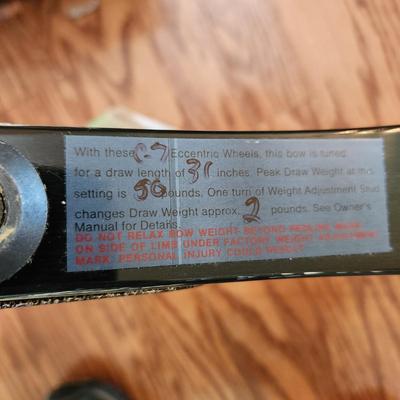 With these C-7 Eccentric Wheels, this bow is tuned
for a draw length of 31 inches. Peak Draw Weight at this
setting is 50 pounds. One turn of Weight Adjustment Stud
changes Draw Weight approx. 2 pounds. See Owner's
Manual for Details.
DO NOT RELAX BOW WEIGHT BEYOND REDLINE MARK
ON SIDE OF LIMB UNDER FACTORY WEIGHT ADJUSTMENT
MARK. PERSONAL INJURY COULD RESULT.